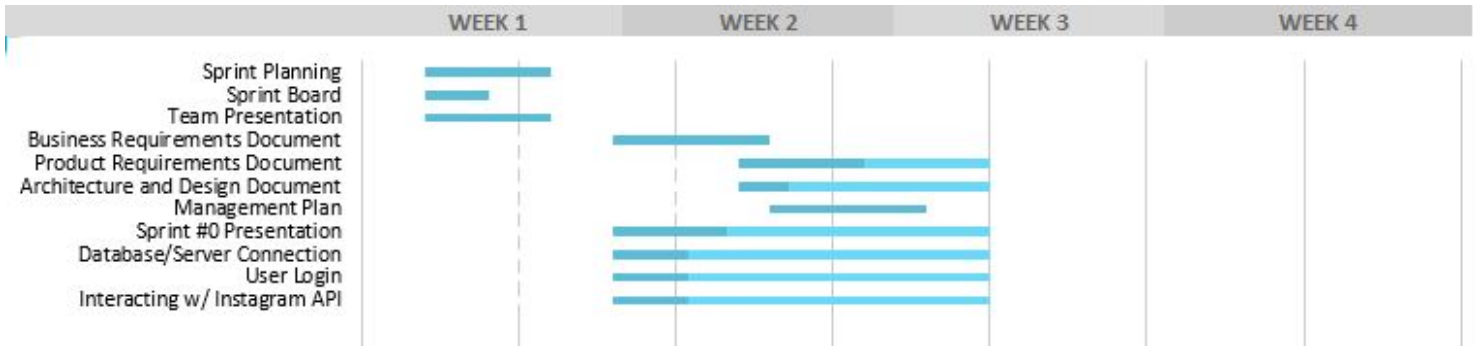 WEEK 1 WEEK 2 WEEK 3 WEEK 4
Sprint Planning
Sprint Board
Team Presentation
Business Requirements Document
Product Requirements Document
Architecture and Design Document
Management Plan
Sprint #0 Presentation
Database/Server Connection
User Login
Interacting w/ Instagram API